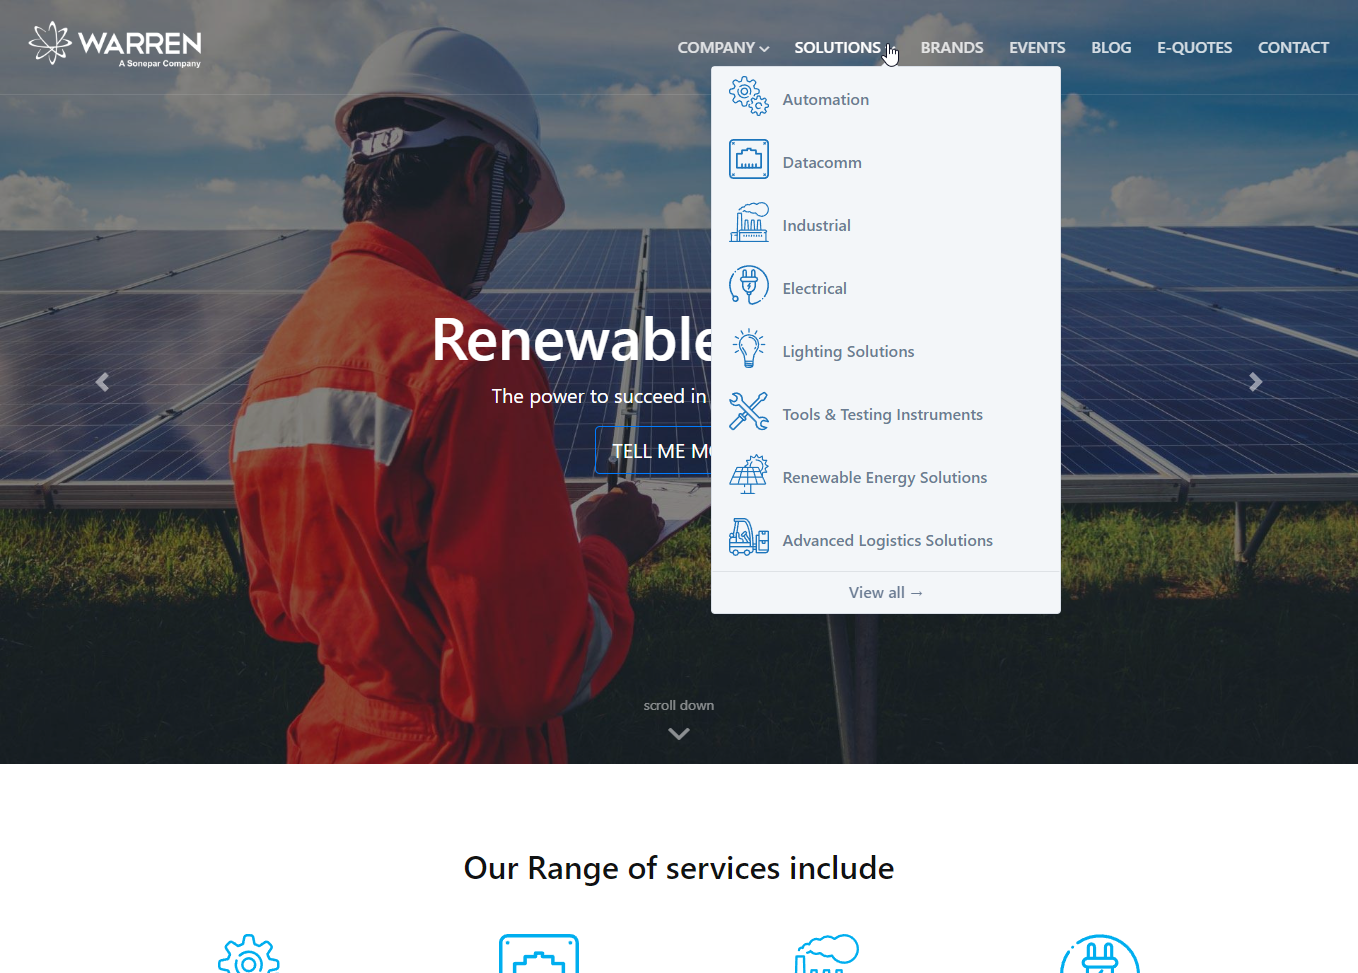 WARREN
A Sonepar Company
COMPANY
SOLUTIONS
BRANDS
EVENTS
BLOG
E-QUOTES
CONTACT
Automation
Datacomm
Industrial
Electrical
Lighting Solutions
Tools & Testing Instruments
Renewable Energy Solutions
Advanced Logistics Solutions
View all →
Renewable
The power to succeed in
TELL ME
scroll down
Our Range of services include